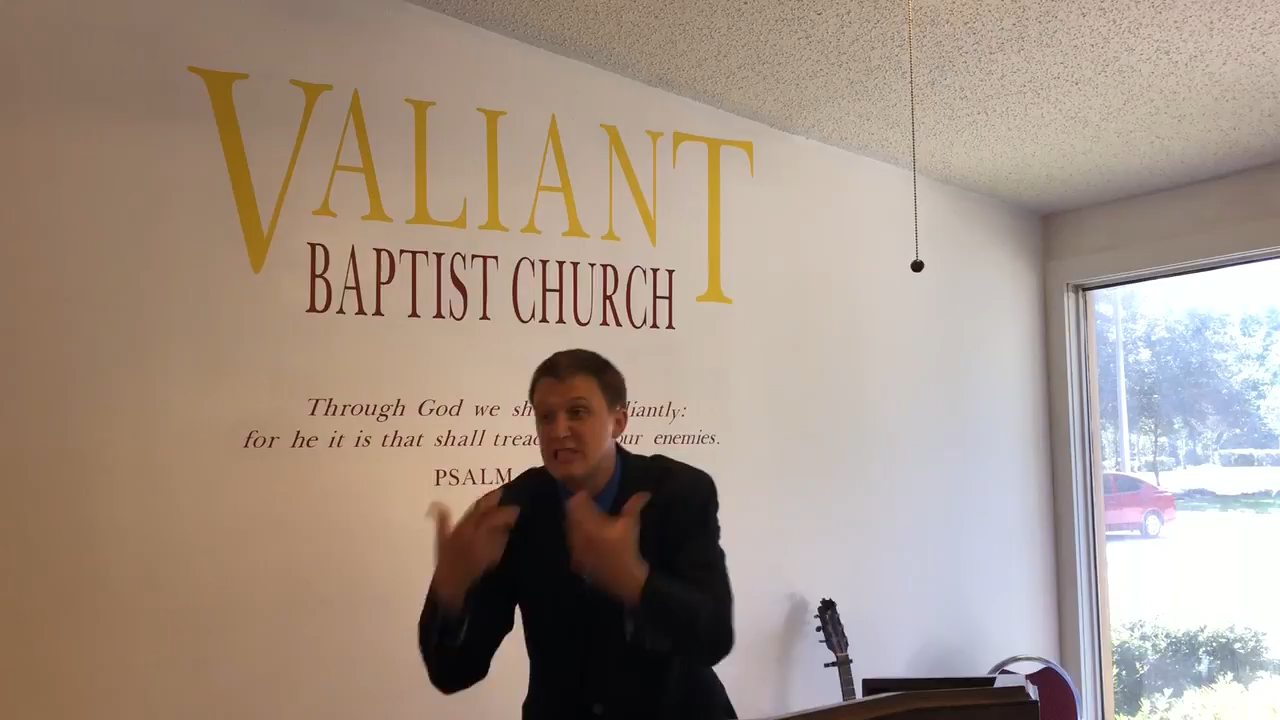 VALIANT
BAPTIST CHURCH
Through God we
for he it is that shall enemies.
PSALM